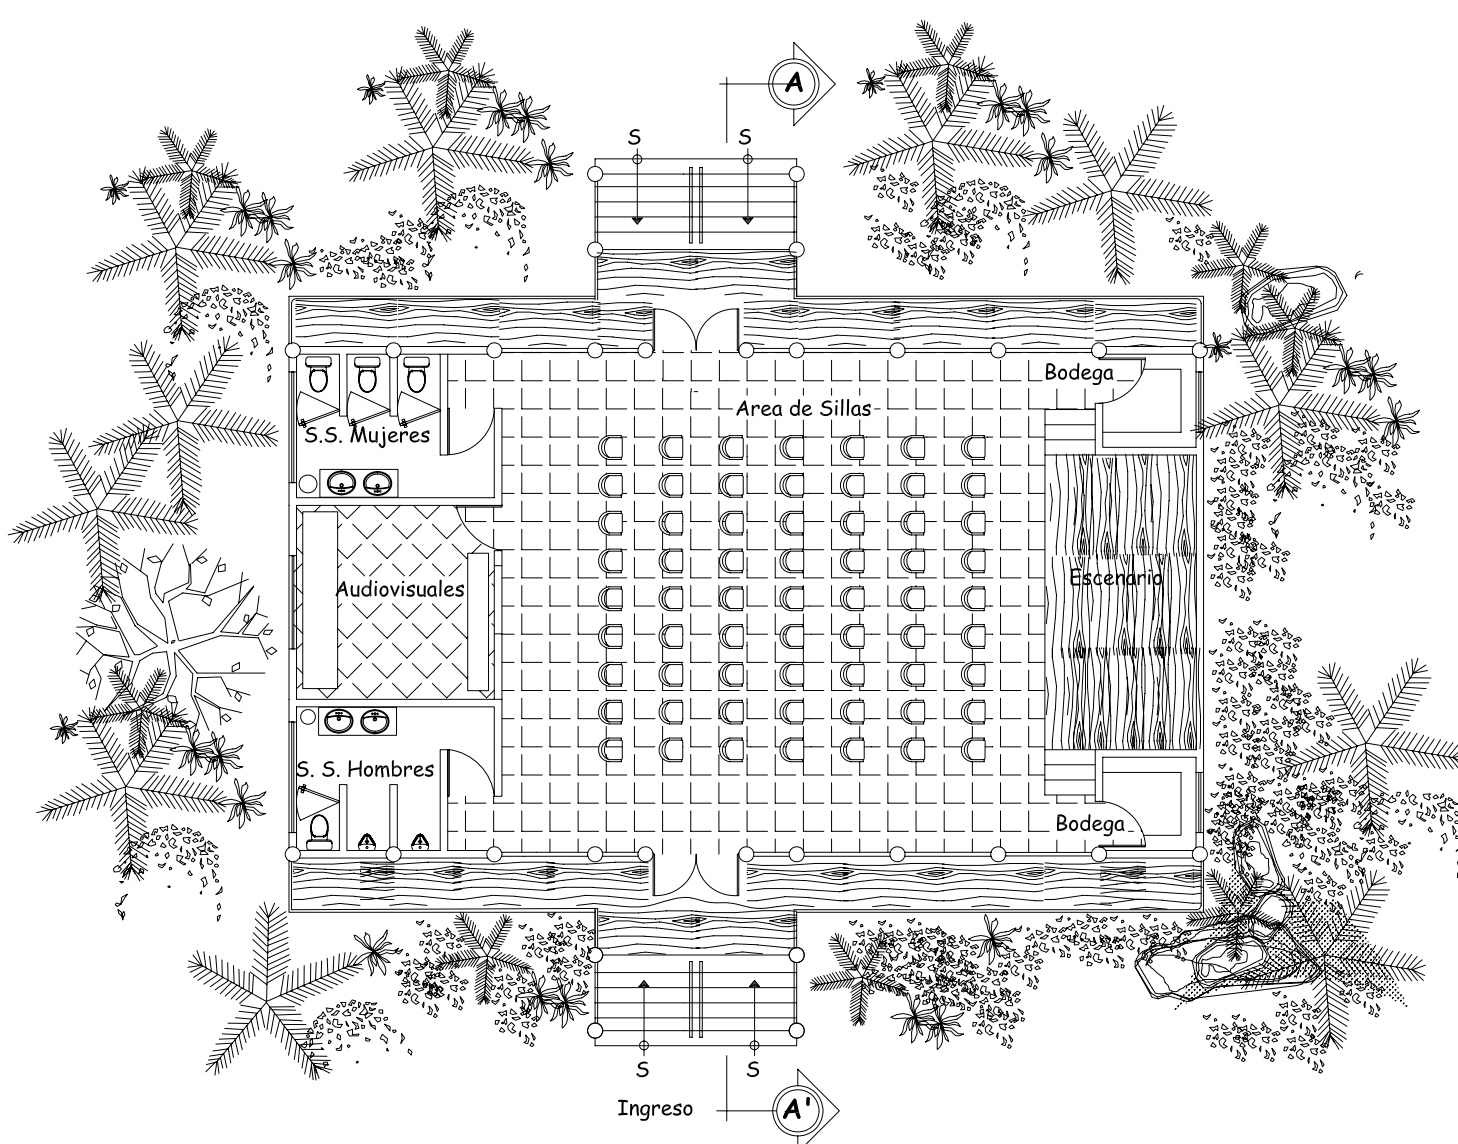 A
S S
Bodega
Area de Sillas
S.S. Mujeres
Escenario
Audiovisuales
S. S. Hombres
Bodega
S S
Ingreso
A'